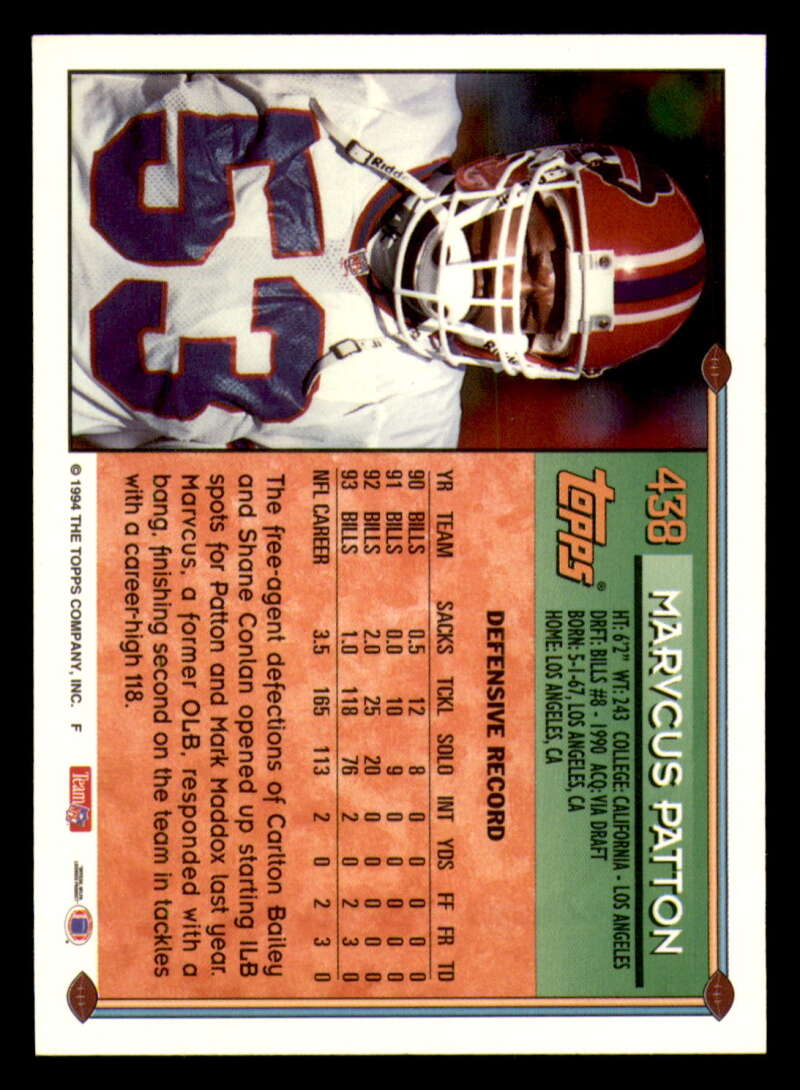 438 MARVCUS PATTON
topps®
HT: 6'2" WT: 243 COLLEGE: CALIFORNIA - LOS ANGELES
DRFT: BILLS #8 - 1990 ACQ: VIA DRAFT
BORN: 5-1-67, LOS ANGELES, CA
HOME: LOS ANGELES, CA
DEFENSIVE RECORD
YR TEAM SACKS TCKL SOLO INT YDS FF FR TD
90 BILLS 0.5 12 8 0 0 0 0 0
91 BILLS 0.0 10 9 0 0 0 0 0
92 BILLS 2.0 25 20 0 0 0 0 0
93 BILLS 1.0 118 76 2 0 2 3 0
NFL CAREER 3.5 165 113 2 0 2 3 0
The free-agent defections of Carlton Bailey
and Shane Conlan opened up starting ILB
spots for Patton and Mark Maddox last year.
Marvcus, a former OLB, responded with a
bang, finishing second on the team in tackles
with a career-high 118.
© 1994 THE TOPPS COMPANY, INC. F
Team NFL
53
Ridd